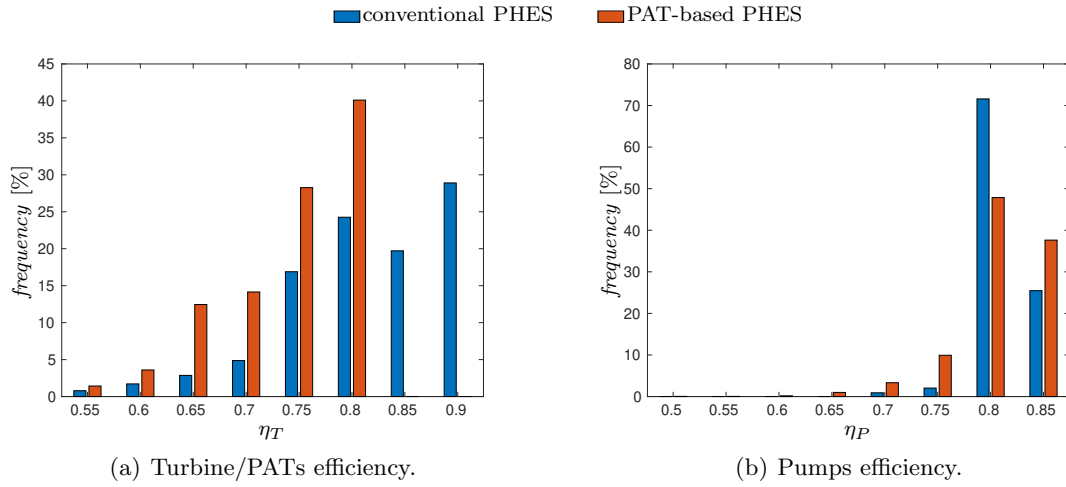 conventional PHES PAT-based PHES
45
40
35
30
25
20
15
10
5
0
frequency [%]
0.55 0.6 0.65 0.7 0.75 0.8 0.85 0.9
η_T
(a) Turbine/PATs efficiency.
80
70
60
50
40
30
20
10
0
frequency [%]
0.5 0.55 0.6 0.65 0.7 0.75 0.8 0.85
η_P
(b) Pumps efficiency.